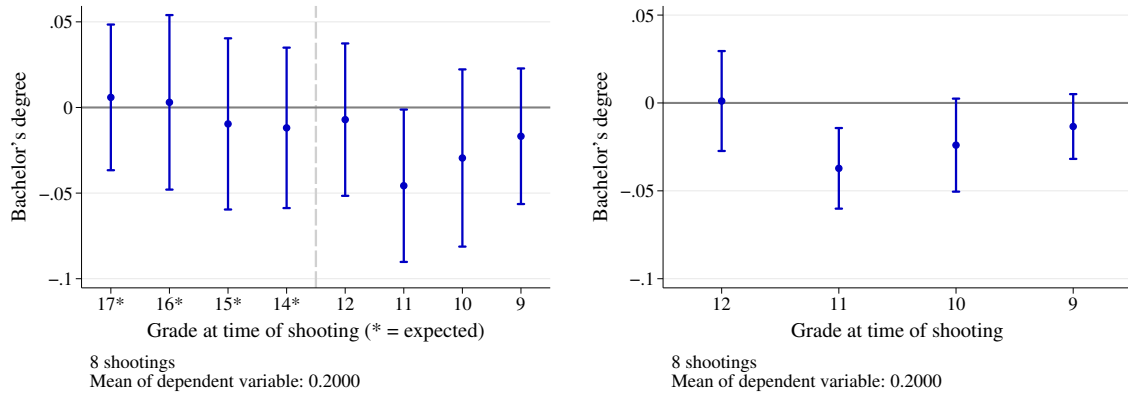 Bachelor's degree
.05
0
−.05
−.1
17* 16* 15* 14* 12 11 10 9
Grade at time of shooting (* = expected)
8 shootings
Mean of dependent variable: 0.2000
Bachelor's degree
.05
0
−.05
−.1
12 11 10 9
Grade at time of shooting
8 shootings
Mean of dependent variable: 0.2000